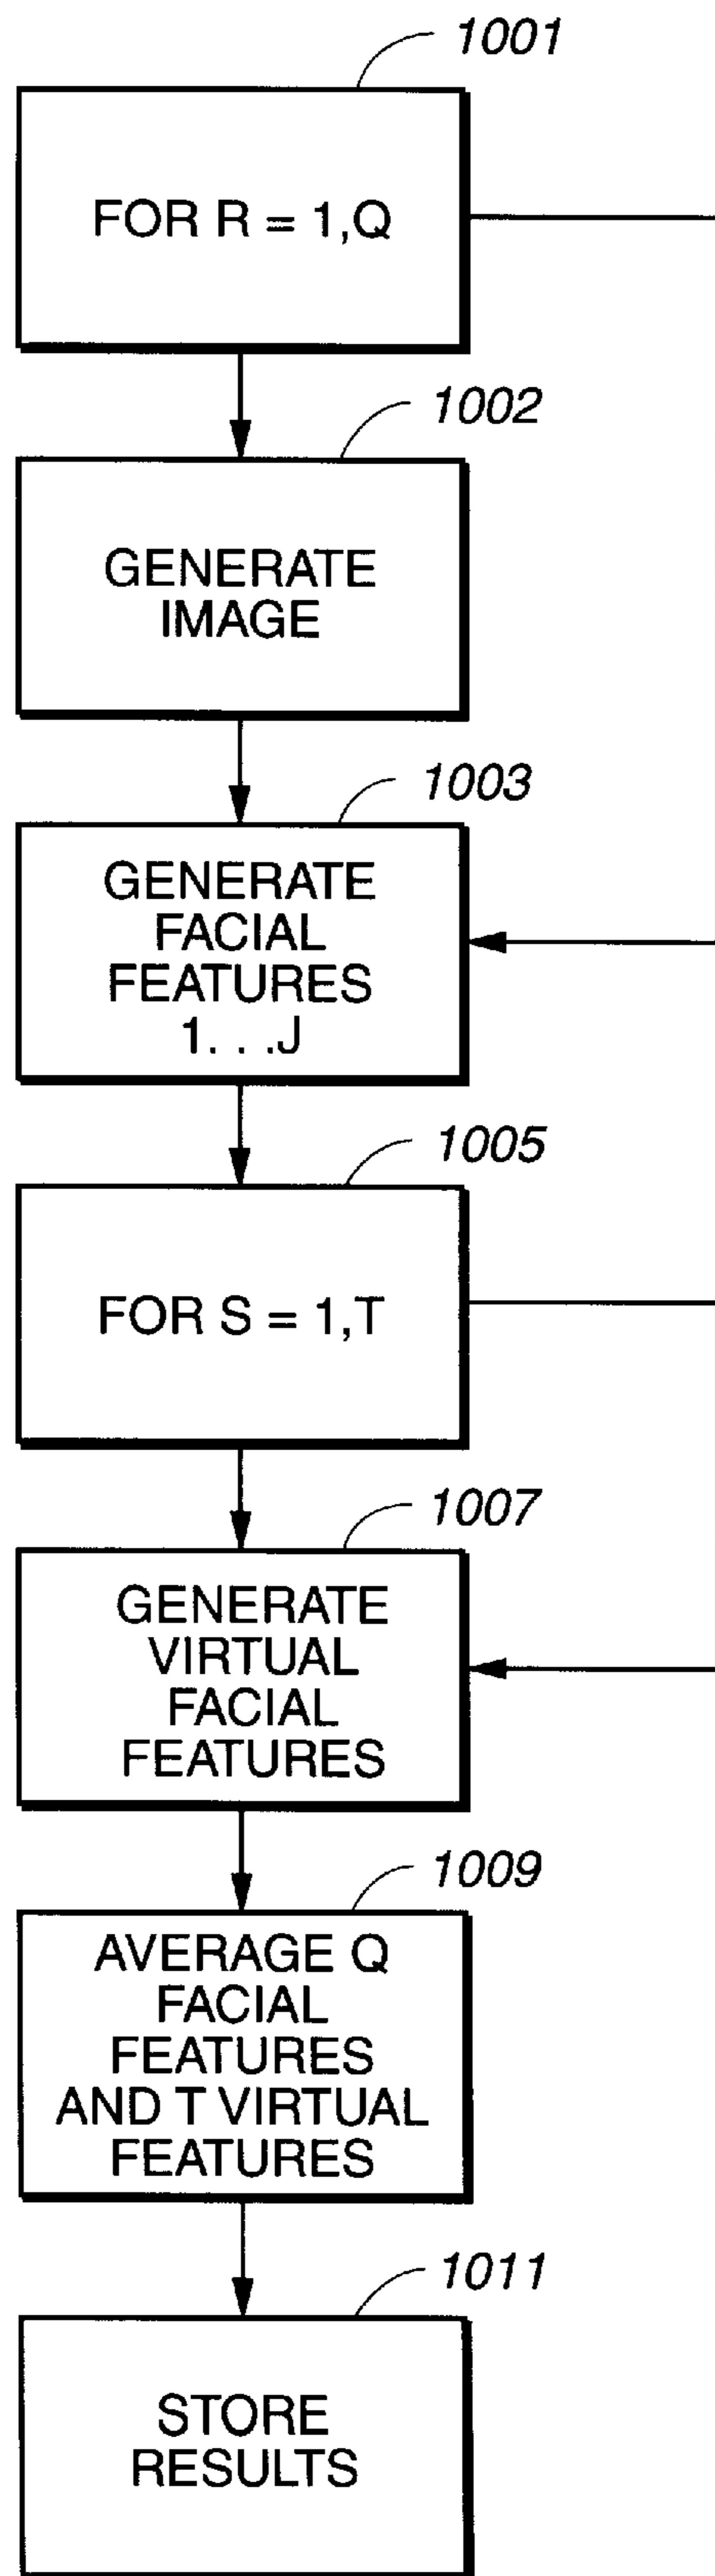 1001
FOR R = 1,Q
1002
GENERATE
IMAGE
1003
GENERATE
FACIAL
FEATURES
1. . .J
1005
FOR S = 1,T
1007
GENERATE
VIRTUAL
FACIAL
FEATURES
1009
AVERAGE Q
FACIAL
FEATURES
AND T VIRTUAL
FEATURES
1011
STORE
RESULTS